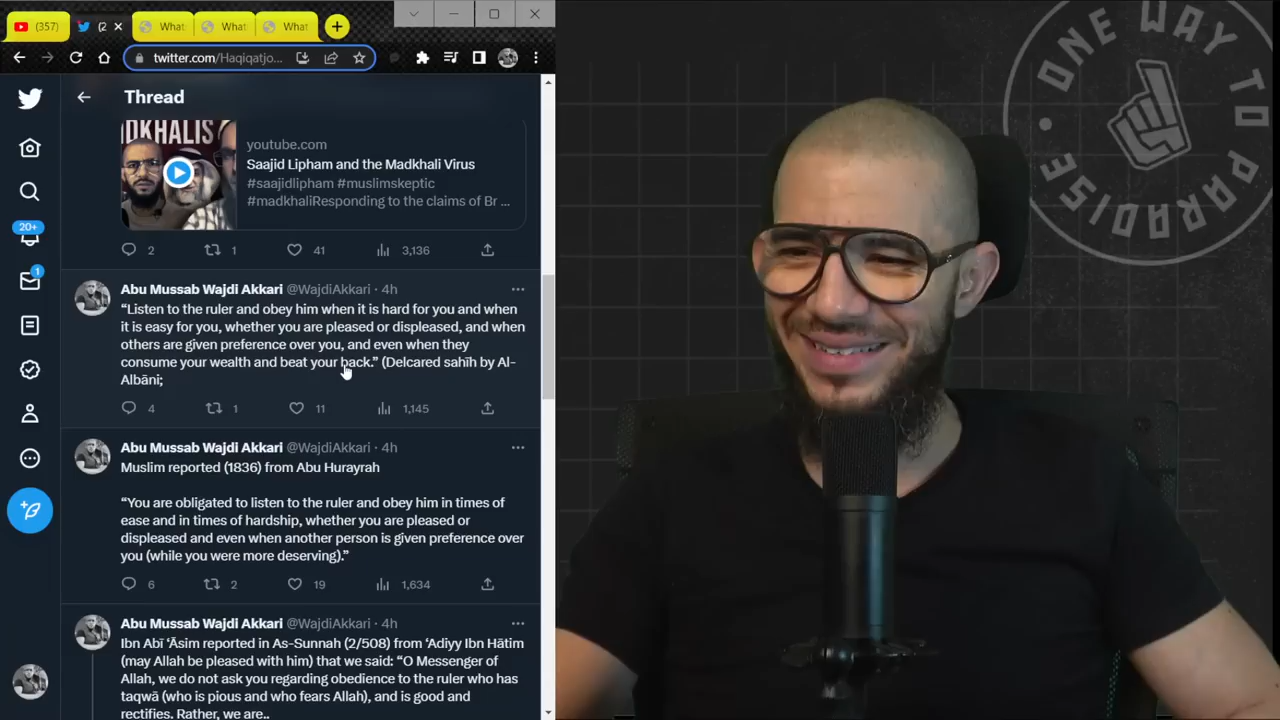 (357)
(2
What
What
What
twitter.com/Haqiqatjo...
Thread
ADKHALIS
youtube.com
Saajid Lipham and the Madkhali Virus
#saajidlipham #muslimskeptic
#madkhaliResponding to the claims of Br ...
2
1
41
3,136
20+
1
Abu Mussab Wajdi Akkari @WajdiAkkari · 4h
“Listen to the ruler and obey him when it is hard for you and when
it is easy for you, whether you are pleased or displeased, and when
others are given preference over you, and even when they
consume your wealth and beat your back.” (Delcared sahīh by Al-
Albāni;
4
1
11
1,145
Abu Mussab Wajdi Akkari @WajdiAkkari · 4h
Muslim reported (1836) from Abu Hurayrah
“You are obligated to listen to the ruler and obey him in times of
ease and in times of hardship, whether you are pleased or
displeased and even when another person is given preference over
you (while you were more deserving).”
6
2
19
1,634
Abu Mussab Wajdi Akkari @WajdiAkkari · 4h
Ibn Abī ‘Āsim reported in As-Sunnah (2/508) from ‘Adiyy Ibn Hātim
(may Allah be pleased with him) that we said: “O Messenger of
Allah, we do not ask you regarding obedience to the ruler who has
taqwā (who is pious and who fears Allah), and is good and
rectifies. Rather, we are..
ONE WAY TO PARADISE